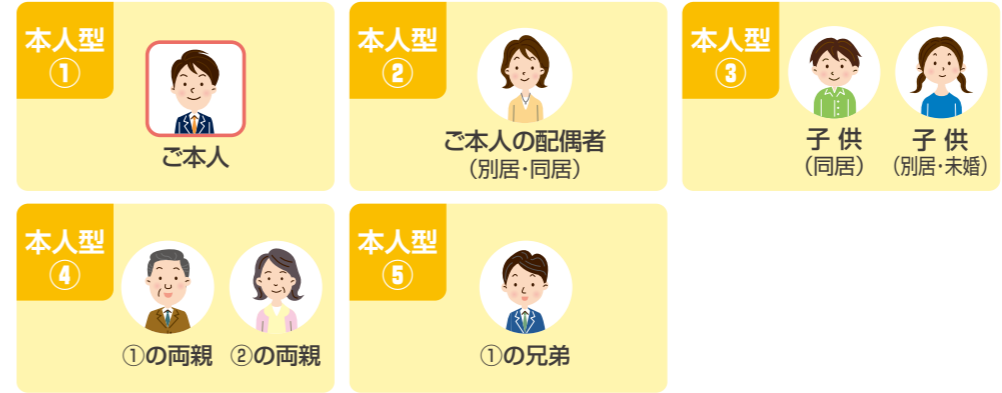 本人型
①
ご本人
本人型
②
ご本人の配偶者
（別居・同居）
本人型
③
子供
（同居）
子供
（別居・未婚）
本人型
④
①の両親
②の両親
本人型
⑤
①の兄弟